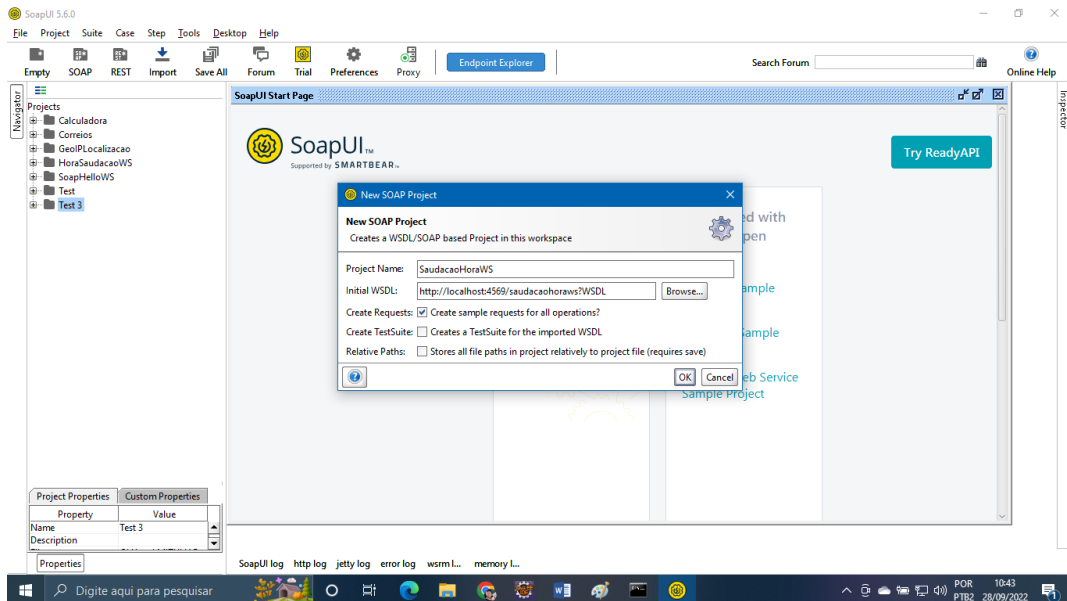 SoapUI 5.6.0
File Project Suite Case Step Tools Desktop Help
Empty SOAP REST Import Save All Forum Trial Preferences Proxy
Endpoint Explorer
Search Forum
Online Help
Navigator
Projects
Calculadora
Correios
GeoIPLocalizacao
HoraSaudacaoWS
SoapHelloWS
Test
Test 3
SoapUI Start Page
Inspector
SoapUI™
Supported by SMARTBEAR
Try ReadyAPI
New SOAP Project
New SOAP Project
Creates a WSDL/SOAP based Project in this workspace
Project Name: SaudacaoHoraWS
Initial WSDL: http://localhost:4569/saudacaohoraws?WSDL Browse...
Create Requests: Create sample requests for all operations?
Create TestSuite: Creates a TestSuite for the imported WSDL
Relative Paths: Stores all file paths in project relatively to project file (requires save)
OK Cancel
ed with
pen
ample
Sample
eb Service
Sample Project
Project Properties Custom Properties
Property Value
Name Test 3
Description
Properties
SoapUI log http log jetty log error log wsrm l... memory l...
Digite aqui para pesquisar
POR 10:43
PTB2 28/09/2022